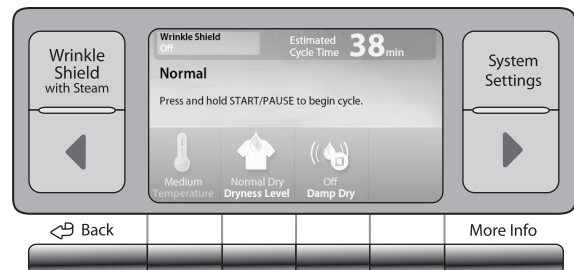 Wrinkle
Shield
with Steam
Wrinkle Shield
Off
Estimated
Cycle Time 38 min
Normal
Press and hold START/PAUSE to begin cycle.
Medium
Temperature
Normal Dry
Dryness Level
Off
Damp Dry
System
Settings
Back
More Info